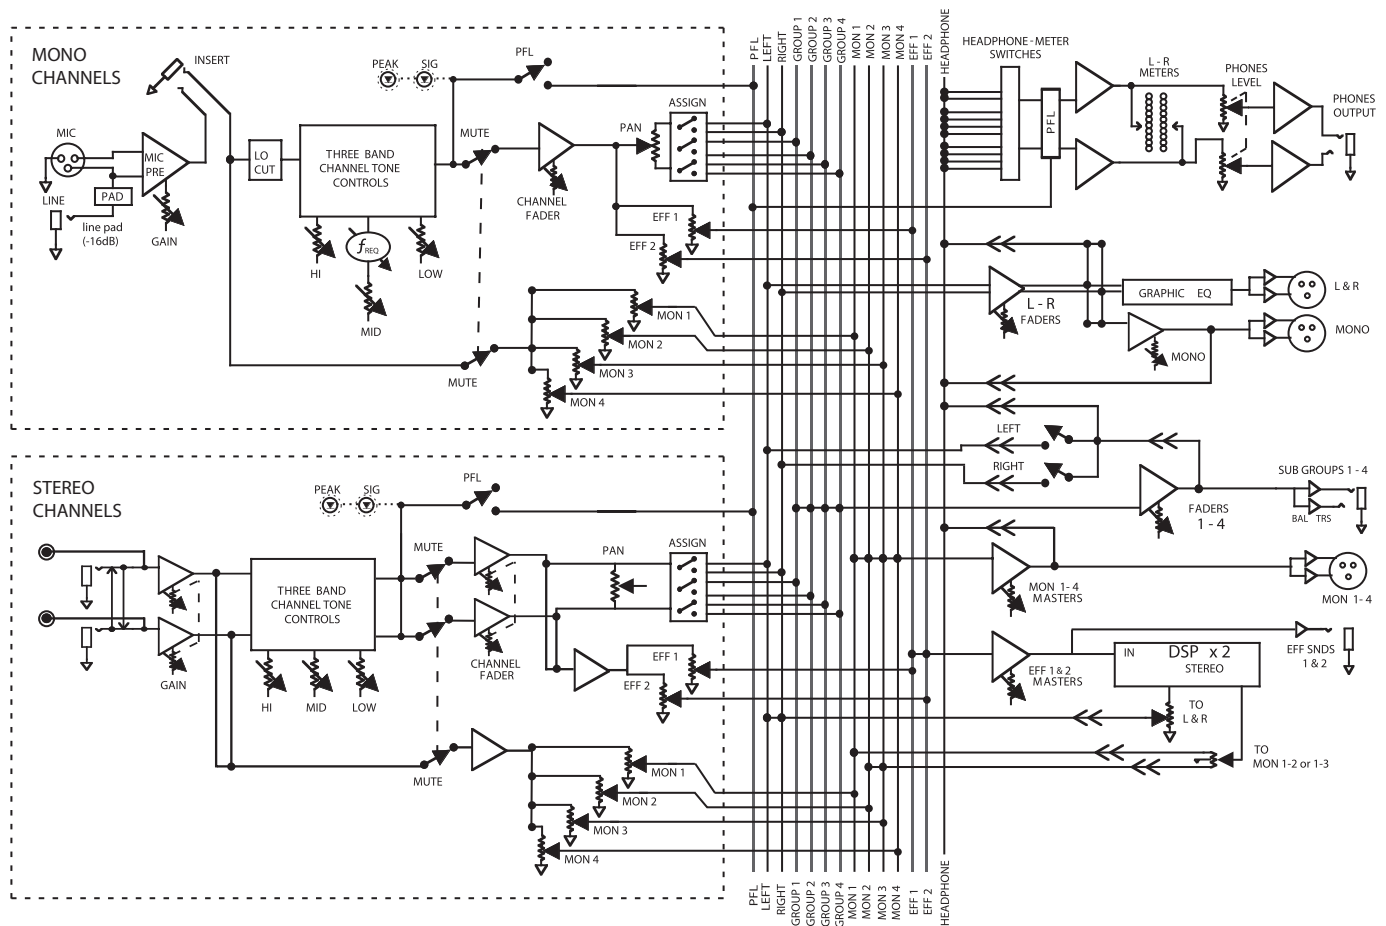 MONO
CHANNELS
INSERT
PEAK
SIG
PFL
MIC
LINE
PAD
line pad
(-16dB)
MIC
PRE
GAIN
LO
CUT
THREE BAND
CHANNEL TONE
CONTROLS
HI
fREQ
LOW
MID
MUTE
CHANNEL
FADER
PAN
ASSIGN
EFF 1
EFF 2
MUTE
MON 1
MON 2
MON 3
MON 4
STEREO
CHANNELS
PEAK
SIG
PFL
GAIN
THREE BAND
CHANNEL TONE
CONTROLS
HI
MID
LOW
MUTE
CHANNEL
FADER
PAN
ASSIGN
EFF 1
EFF 2
MUTE
MON 1
MON 2
MON 3
MON 4
PFL
LEFT
RIGHT
GROUP 1
GROUP 2
GROUP 3
GROUP 4
MON 1
MON 2
MON 3
MON 4
EFF 1
EFF 2
HEADPHONE
PFL
LEFT
RIGHT
GROUP 1
GROUP 2
GROUP 3
GROUP 4
MON 1
MON 2
MON 3
MON 4
EFF 1
EFF 2
HEADPHONE
HEADPHONE-METER
SWITCHES
PFL
L - R
METERS
PHONES
LEVEL
PHONES
OUTPUT
L - R
FADERS
GRAPHIC EQ
L & R
MONO
MONO
LEFT
RIGHT
FADERS
1 - 4
SUB GROUPS 1 - 4
BAL TRS
MON 1- 4
MASTERS
MON 1- 4
EFF 1 & 2
MASTERS
IN
DSP x 2
STEREO
EFF SNDS
1 & 2
TO
L & R
TO
MON 1-2 or 1-3